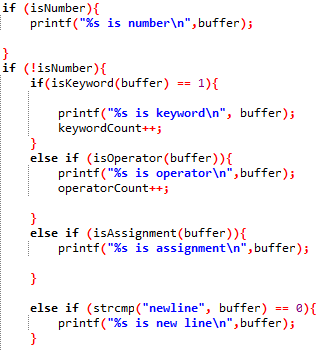 if (isNumber){
    printf("%s is number\n",buffer);

}
if (!isNumber){
    if(isKeyword(buffer) == 1){

        printf("%s is keyword\n", buffer);
        keywordCount++;
    }
    else if (isOperator(buffer)){
        printf("%s is operator\n",buffer);
        operatorCount++;

    }
    else if (isAssignment(buffer)){
        printf("%s is assignment\n",buffer);

    }

    else if (strcmp("newline", buffer) == 0){
        printf("%s is new line\n",buffer);
    }